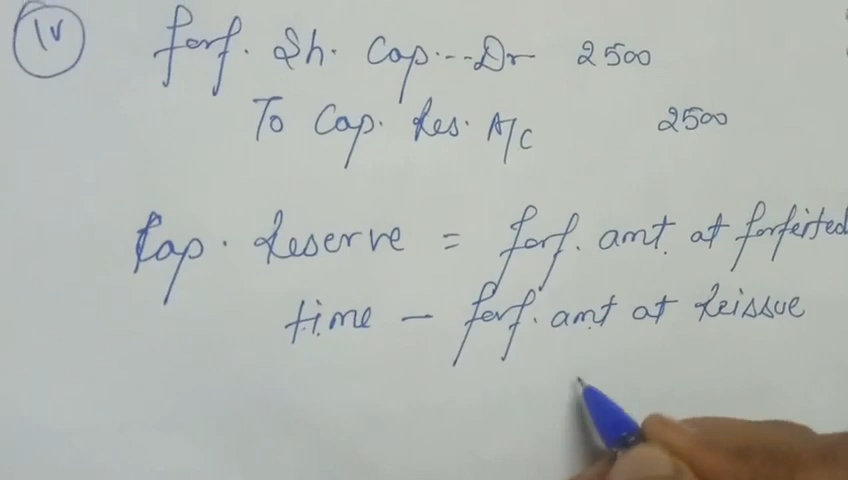 IV
forf. Sh. Cap---Dr 2500
To Cap. Res. A/C 2500
Cap. Reserve = forf. amt. at forfeited
time - forf. amt at Reissue